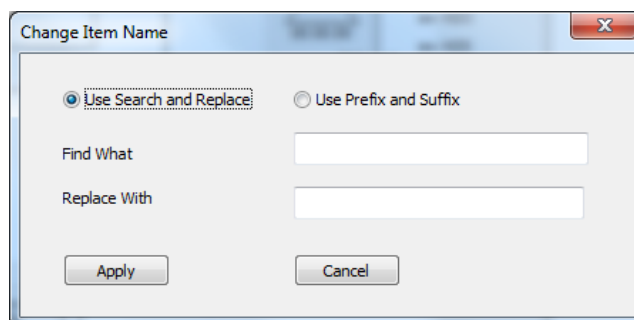 Change Item Name
Use Search and Replace Use Prefix and Suffix
Find What
Replace With
Apply Cancel